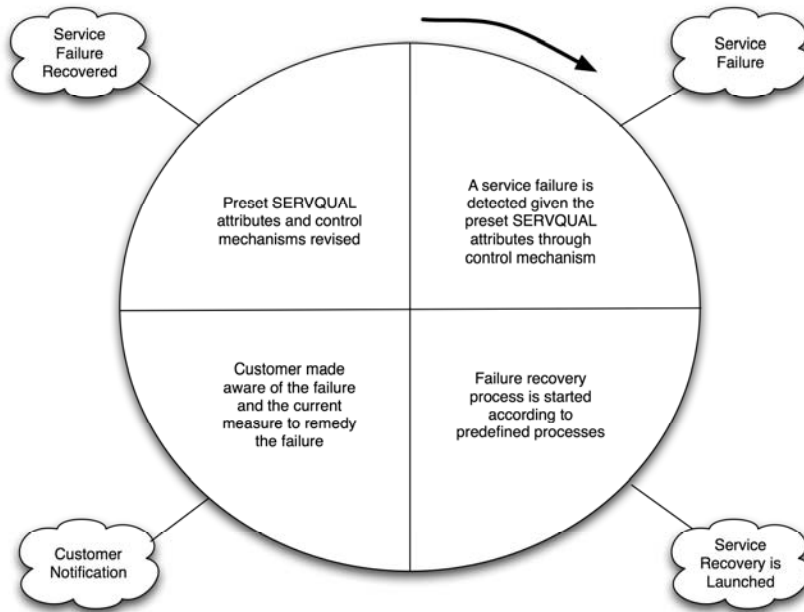 Service
Failure
Recovered
Service
Failure
Preset SERVQUAL
attributes and control
mechanisms revised
A service failure is
detected given the
preset SERVQUAL
attributes through
control mechanism
Customer made
aware of the failure
and the current
measure to remedy
the failure
Failure recovery
process is started
according to
predefined processes
Customer
Notification
Service
Recovery is
Launched